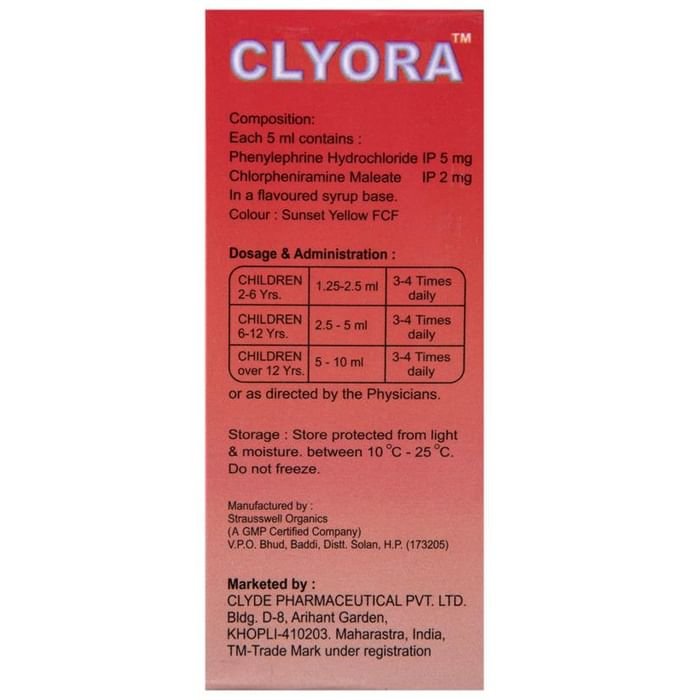 CLYORA™
Composition:
Each 5 ml contains :
Phenylephrine Hydrochloride IP 5 mg
Chlorpheniramine Maleate IP 2 mg
In a flavoured syrup base.
Colour : Sunset Yellow FCF
Dosage & Administration :
CHILDREN 2-6 Yrs. 1.25-2.5 ml 3-4 Times daily
CHILDREN 6-12 Yrs. 2.5 - 5 ml 3-4 Times daily
CHILDREN over 12 Yrs. 5 - 10 ml 3-4 Times daily
or as directed by the Physicians.
Storage : Store protected from light
& moisture. between 10 °C - 25 °C.
Do not freeze.
Manufactured by :
Strausswell Organics
(A GMP Certified Company)
V.P.O. Bhud, Baddi, Distt. Solan, H.P. (173205)
Marketed by :
CLYDE PHARMACEUTICAL PVT. LTD.
Bldg. D-8, Arihant Garden,
KHOPLI-410203. Maharastra, India,
TM-Trade Mark under registration